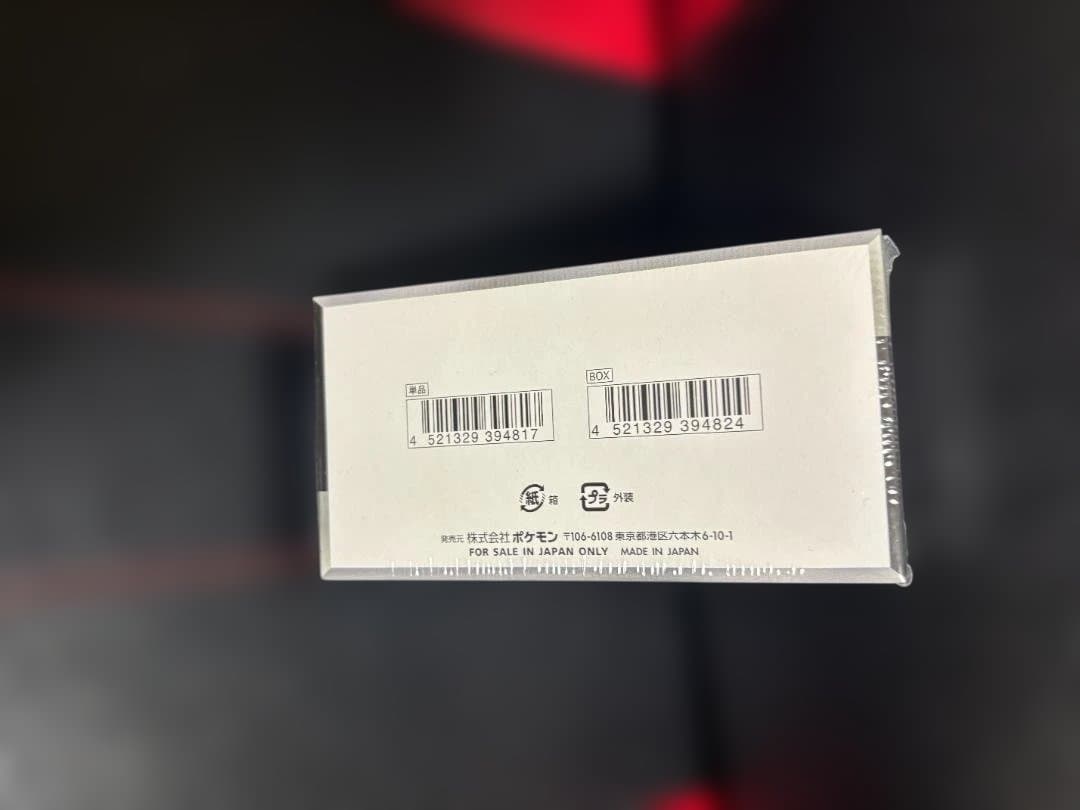 単品
4 521329 394817
BOX
4 521329 394824
紙 箱
プラ 外装
発売元 株式会社ポケモン 〒106-6108 東京都港区六本木6-10-1
FOR SALE IN JAPAN ONLY MADE IN JAPAN